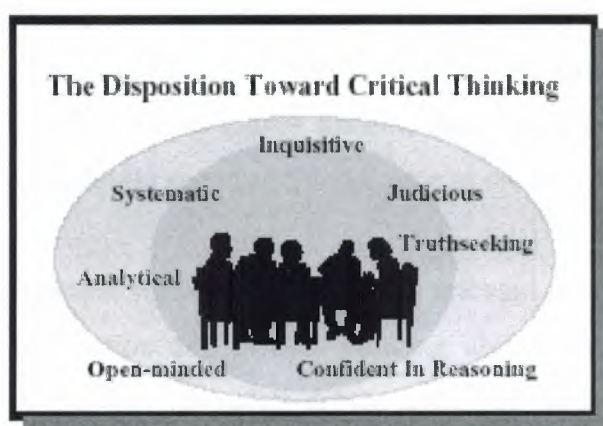 The Disposition Toward Critical Thinking
Inquisitive
Systematic
Judicious
Truthseeking
Analytical
Open-minded
Confident In Reasoning